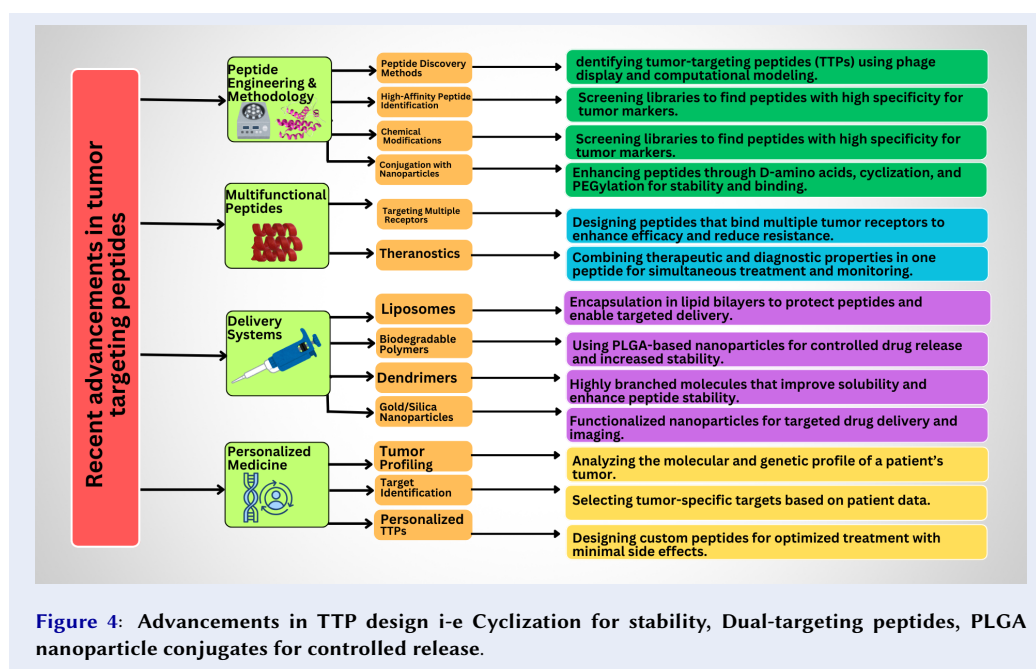 Recent advancements in tumor
targeting peptides
Peptide
Engineering &
Methodology
Peptide Discovery
Methods
dentifying tumor-targeting peptides (TTPs) using phage
display and computational modeling.
High-Affinity Peptide
Identification
Screening libraries to find peptides with high specificity for
tumor markers.
Chemical
Modifications
Screening libraries to find peptides with high specificity for
tumor markers.
Conjugation with
Nanoparticles
Enhancing peptides through D-amino acids, cyclization, and
PEGylation for stability and binding.
Multifunctional
Peptides
Targeting Multiple
Receptors
Designing peptides that bind multiple tumor receptors to
enhance efficacy and reduce resistance.
Theranostics
Combining therapeutic and diagnostic properties in one
peptide for simultaneous treatment and monitoring.
Delivery
Systems
Liposomes
Encapsulation in lipid bilayers to protect peptides and
enable targeted delivery.
Biodegradable
Polymers
Using PLGA-based nanoparticles for controlled drug release
and increased stability.
Dendrimers
Highly branched molecules that improve solubility and
enhance peptide stability.
Gold/Silica
Nanoparticles
Functionalized nanoparticles for targeted drug delivery and
imaging.
Personalized
Medicine
Tumor
Profiling
Analyzing the molecular and genetic profile of a patient's
tumor.
Target
Identification
Selecting tumor-specific targets based on patient data.
Personalized
TTPs
Designing custom peptides for optimized treatment with
minimal side effects.
Figure 4: Advancements in TTP design i-e Cyclization for stability, Dual-targeting peptides, PLGA
nanoparticle conjugates for controlled release.